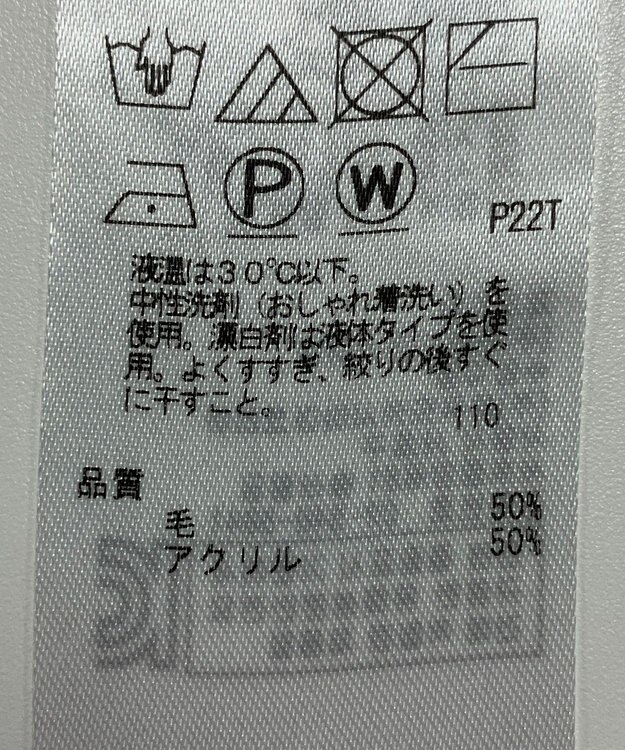 P
W
P22T
液温は30℃以下。
中性洗剤（おしゃれ着洗い）を
使用。漂白剤は液体タイプを使
用。よくすすぎ、絞りの後すぐ
に干すこと。
110
品質
毛 50%
アクリル 50%